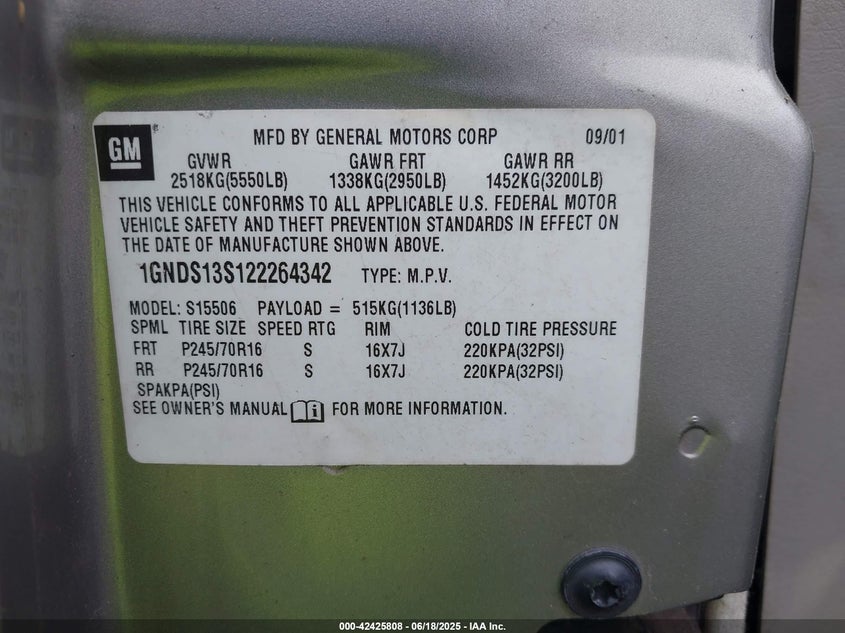 GM
MFD BY GENERAL MOTORS CORP 09/01
GVWR GAWR FRT GAWR RR
2518KG(5550LB) 1338KG(2950LB) 1452KG(3200LB)
THIS VEHICLE CONFORMS TO ALL APPLICABLE U.S. FEDERAL MOTOR
VEHICLE SAFETY AND THEFT PREVENTION STANDARDS IN EFFECT ON
THE DATE OF MANUFACTURE SHOWN ABOVE.
1GNDS13S122264342 TYPE: M.P.V.
MODEL: S15506 PAYLOAD = 515KG(1136LB)
SPML TIRE SIZE SPEED RTG RIM COLD TIRE PRESSURE
FRT P245/70R16 S 16X7J 220KPA(32PSI)
RR P245/70R16 S 16X7J 220KPA(32PSI)
SPAKPA(PSI)
SEE OWNER'S MANUAL i FOR MORE INFORMATION.
000-42425808 - 06/18/2025 - IAA Inc.